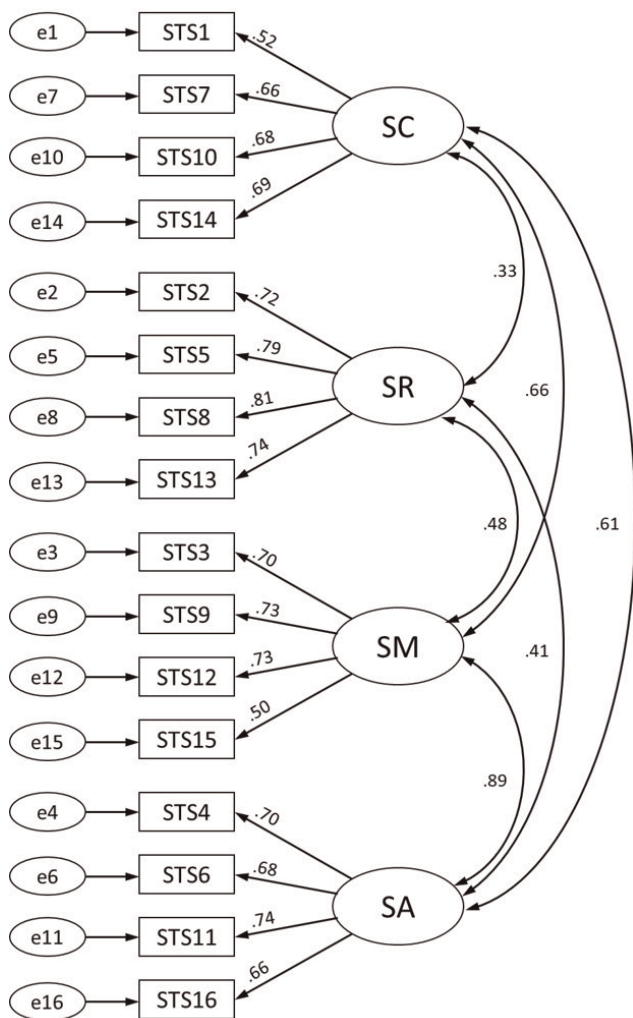 e1 STS1 .52
e7 STS7 .66
SC
e10 STS10 .68
e14 STS14 .69
.33
e2 STS2 .72
e5 STS5 .79
SR
.66
e8 STS8 .81
e13 STS13 .74
.48
.61
e3 STS3 .70
e9 STS9 .73
SM
.41
e12 STS12 .73
e15 STS15 .50
.89
e4 STS4 .70
e6 STS6 .68
SA
e11 STS11 .74
e16 STS16 .66